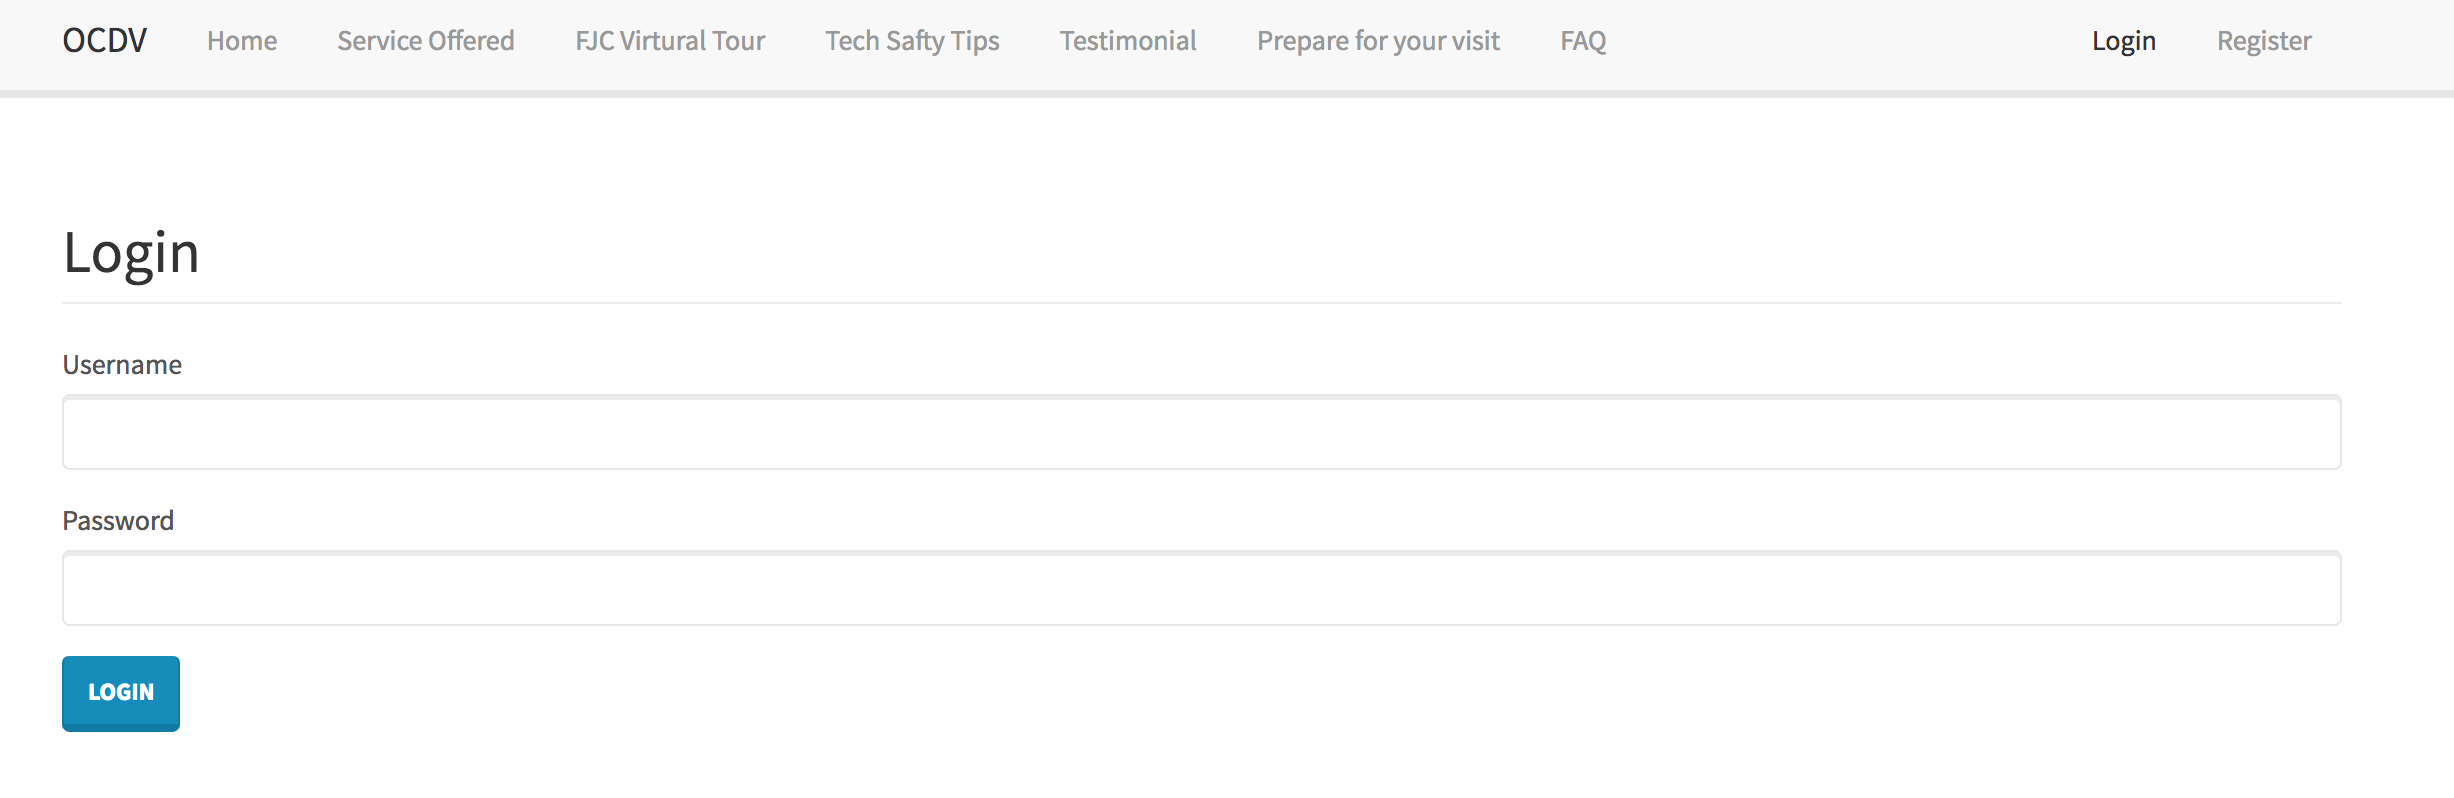 OCDV Home Service Offered FJC Virtural Tour Tech Safty Tips Testimonial Prepare for your visit FAQ Login Register
Login
Username
Password
LOGIN